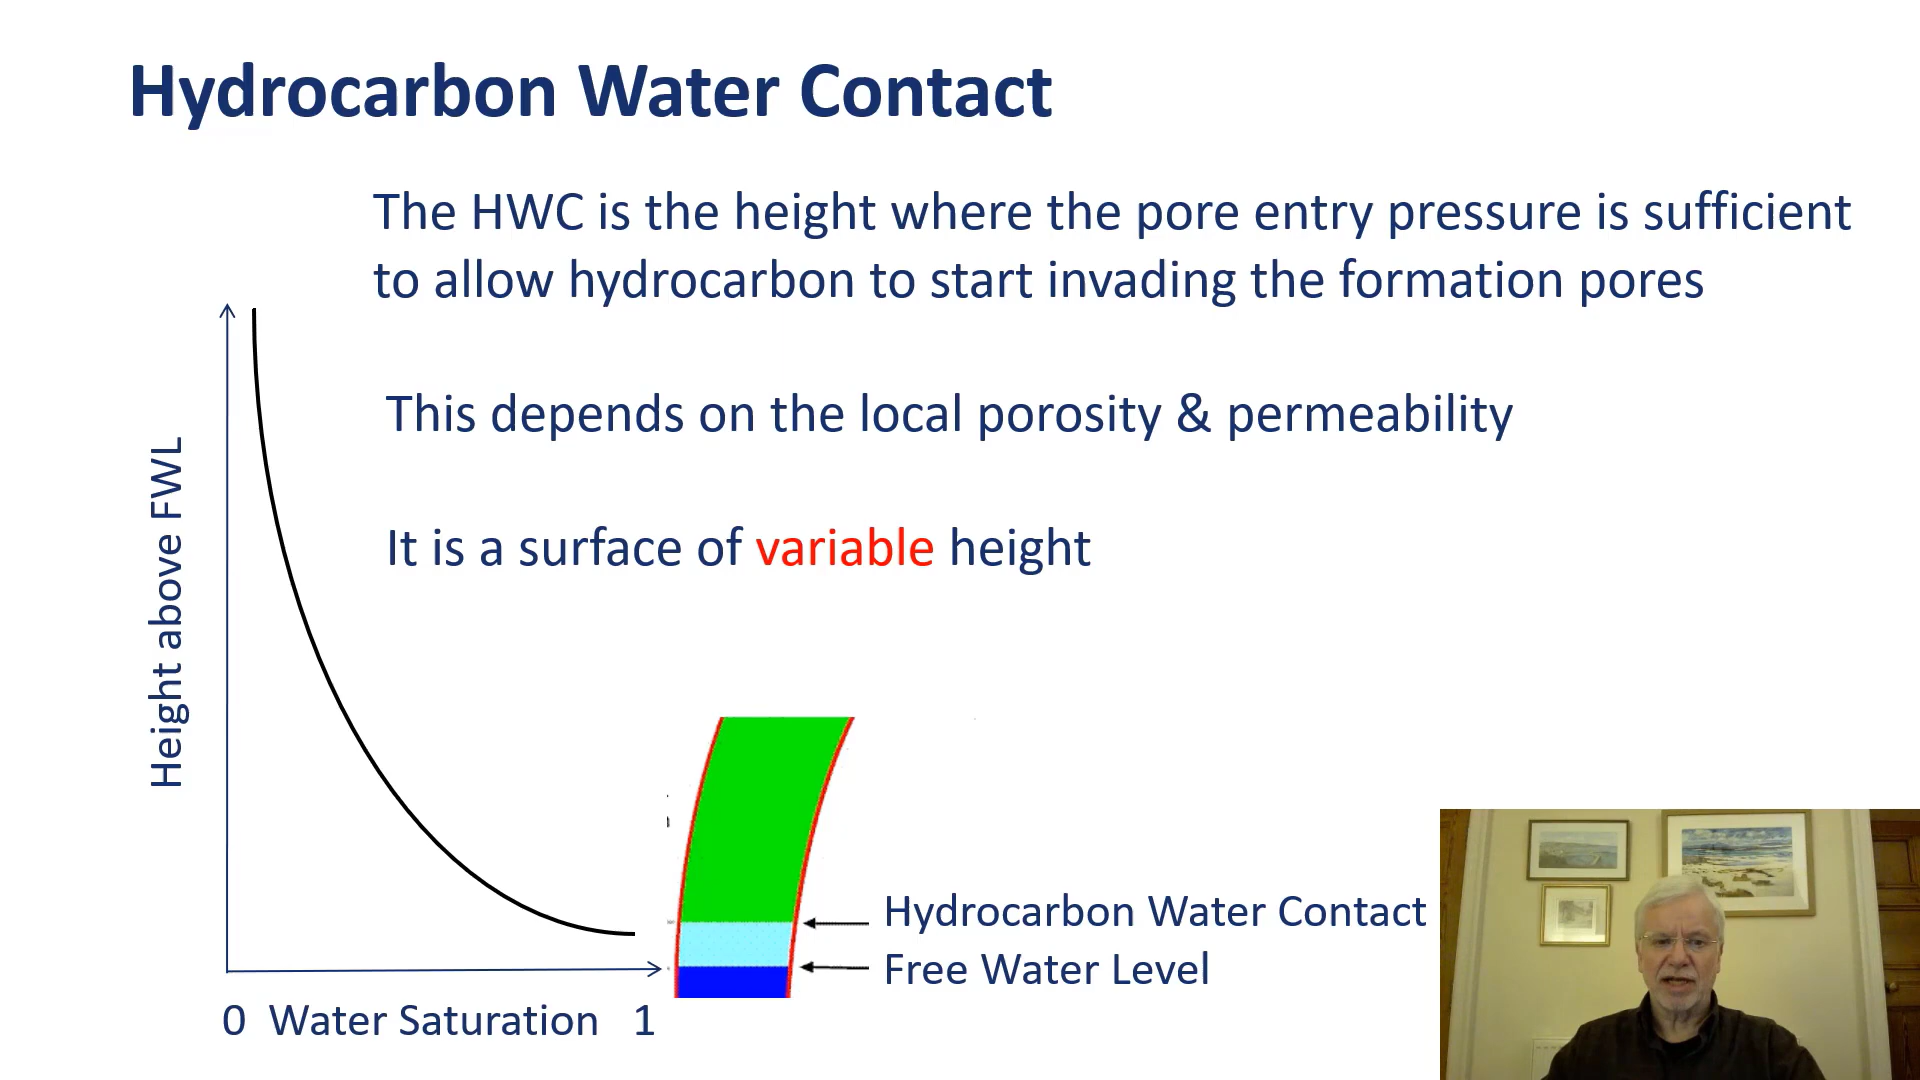 Hydrocarbon Water Contact
The HWC is the height where the pore entry pressure is sufficient
to allow hydrocarbon to start invading the formation pores
This depends on the local porosity & permeability
It is a surface of variable height
Height above FWL
Hydrocarbon Water Contact
Free Water Level
0 Water Saturation 1